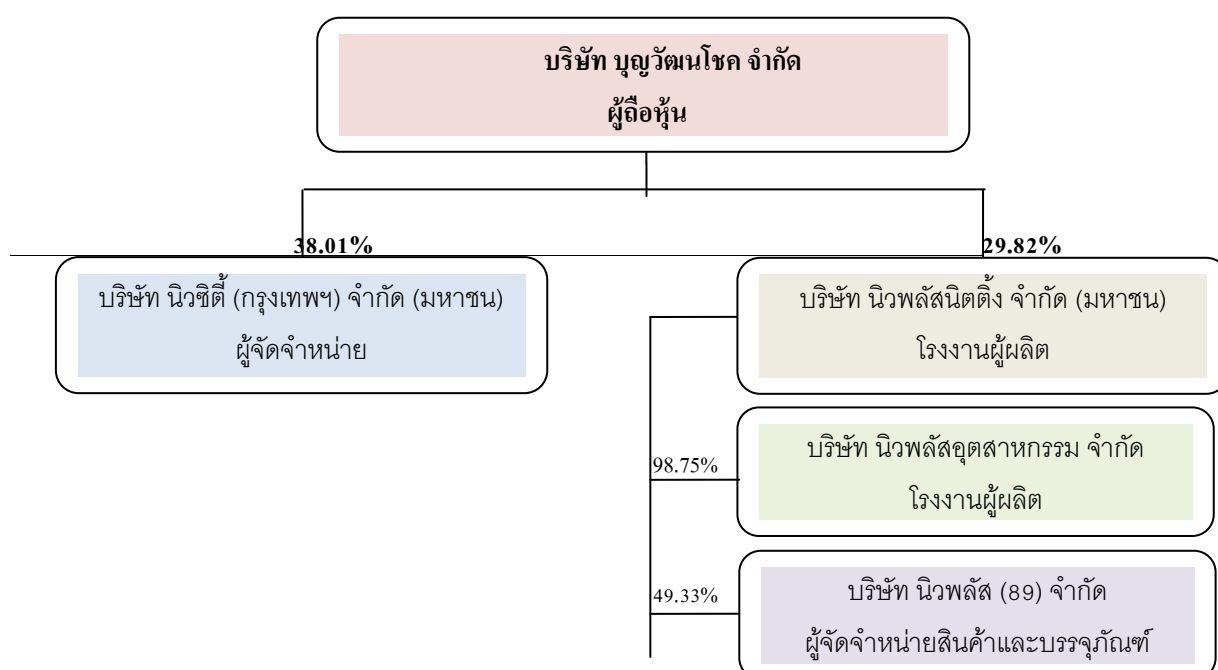 บริษัท บุญวัฒนโชค จำกัด
ผู้ถือหุ้น
38.01%
29.82%
บริษัท นิวซิตี้ (กรุงเทพฯ) จำกัด (มหาชน)
ผู้จัดจำหน่าย
บริษัท นิวพลัสนิตติ้ง จำกัด (มหาชน)
โรงงานผู้ผลิต
98.75%
บริษัท นิวพลัสอุตสาหกรรม จำกัด
โรงงานผู้ผลิต
49.33%
บริษัท นิวพลัส (89) จำกัด
ผู้จัดจำหน่ายสินค้าและบรรจุภัณฑ์